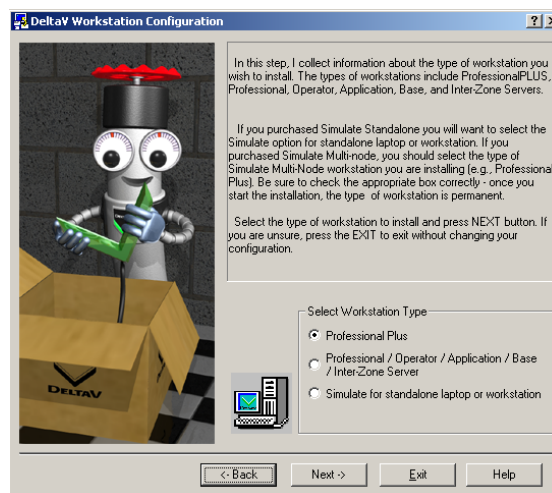 DeltaV Workstation Configuration
In this step, I collect information about the type of workstation you
wish to install. The types of workstations include ProfessionalPLUS,
Professional, Operator, Application, Base, and Inter-Zone Servers.
If you purchased Simulate Standalone you will want to select the
Simulate option for standalone laptop or workstation. If you
purchased Simulate Multi-node, you should select the type of
Simulate Multi-Node workstation you are installing (e.g., Professional
Plus). Be sure to check the appropriate box correctly - once you
start the installation, the type of workstation is permanent.
Select the type of workstation to install and press NEXT button. If
you are unsure, press the EXIT to exit without changing your
configuration.
Select Workstation Type
Professional Plus
Professional / Operator / Application / Base
/ Inter-Zone Server
Simulate for standalone laptop or workstation
DELTAV
<- Back
Next ->
Exit
Help